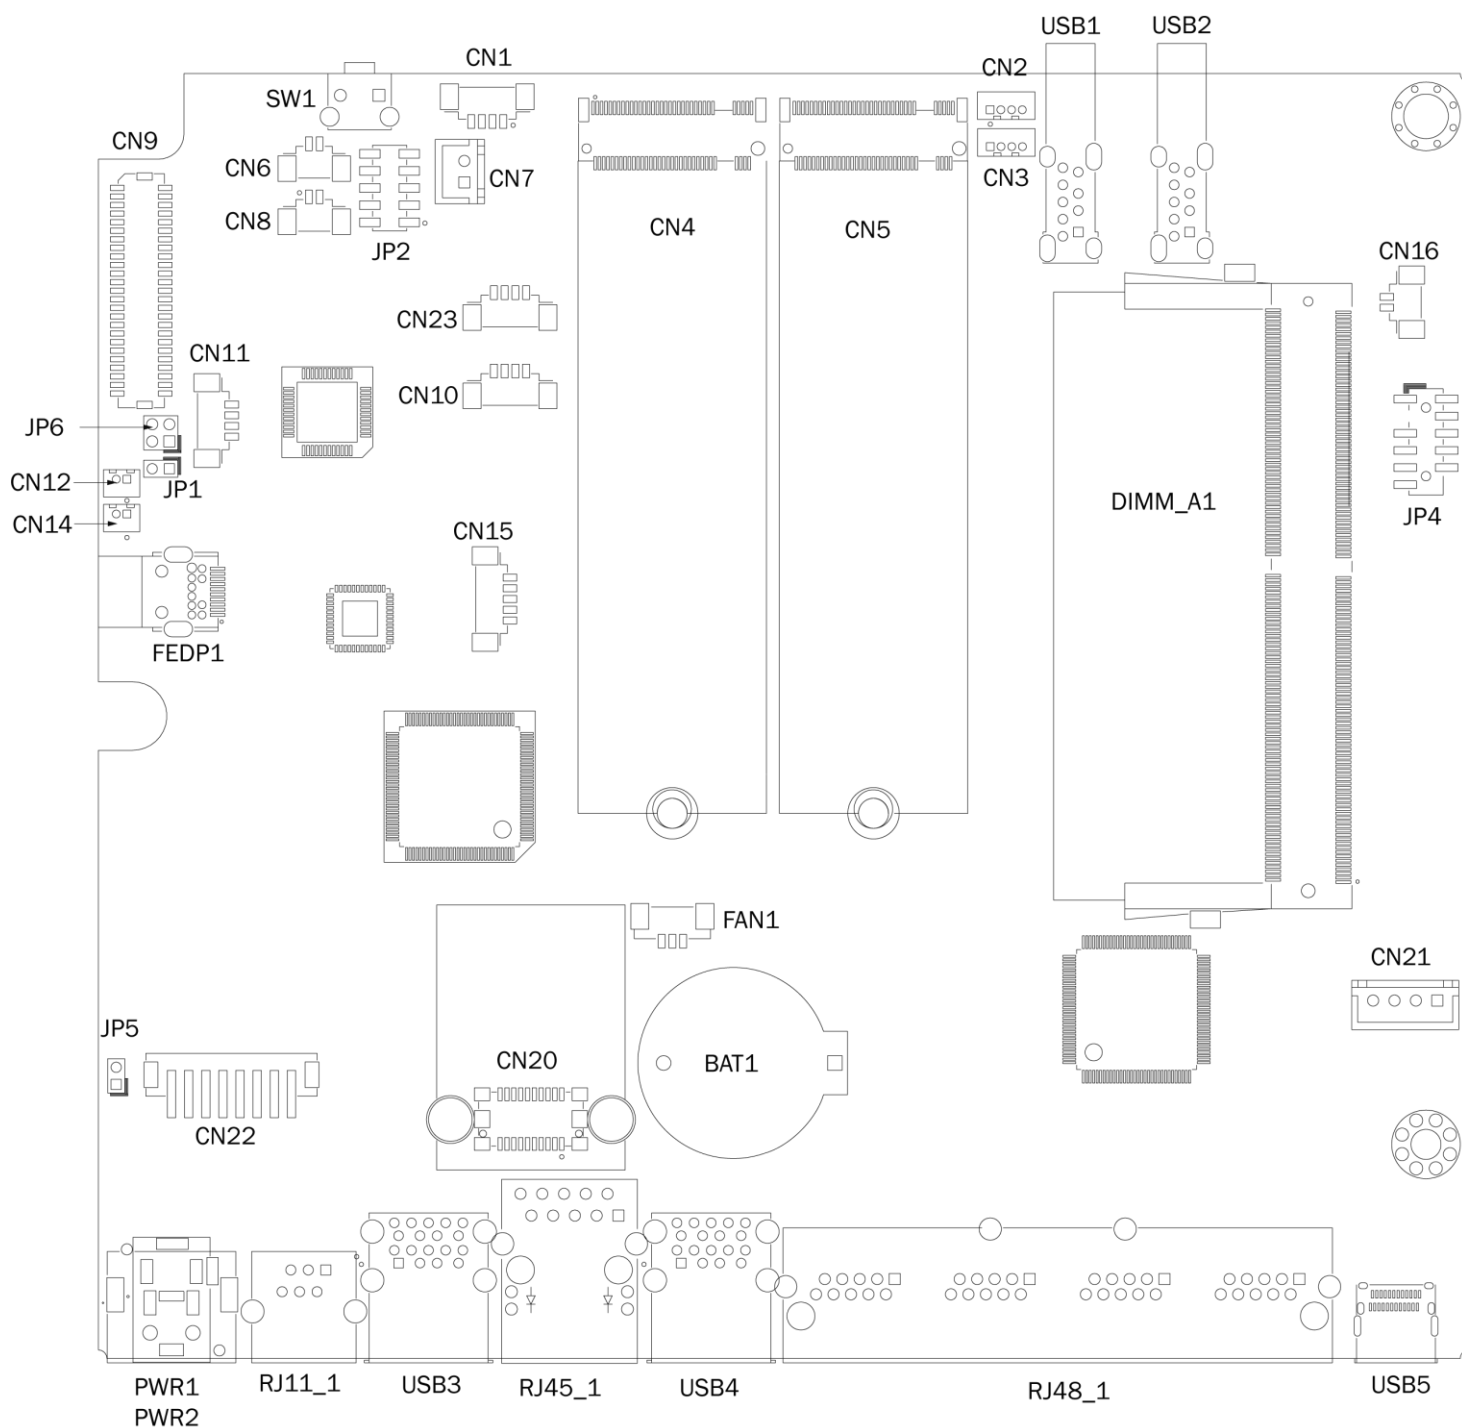 USB1
USB2
CN1
CN2
SW1
CN9
CN6
CN7
CN3
CN8
JP2
CN4
CN5
CN16
CN23
CN11
CN10
JP6
CN12
JP1
DIMM_A1
JP4
CN14
CN15
FEDP1
FAN1
CN21
JP5
CN20
BAT1
CN22
PWR1
PWR2
RJ11_1
USB3
RJ45_1
USB4
RJ48_1
USB5